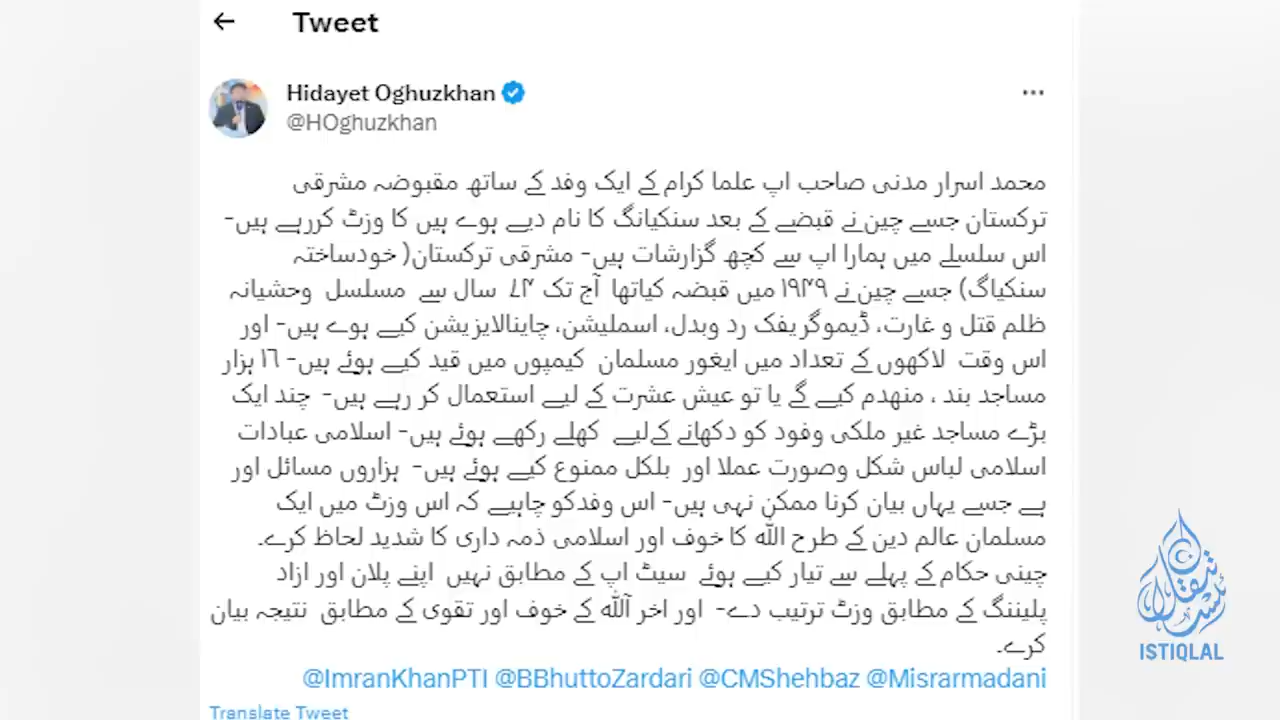 Tweet
Hidayet Oghuzkhan
@HOghuzkhan
محمد اسرار مدنی صاحب اپ علما کرام کے ایک وفد کے ساتھ مقبوضہ مشرقی
ترکستان جسے چین نے قبضے کے بعد سنکیانگ کا نام دیے ہوے ہیں کا وزٹ کررہے ہیں-
اس سلسلے میں ہمارا اپ سے کچھ گزارشات ہیں- مشرقی ترکستان( خودساختہ
سنکیاگ) جسے چین نے ۱۹۴۹ میں قبضہ کیاتھا آج تک ۷۴ سال سے مسلسل وحشیانہ
ظلم قتل و غارت، ڈیموگریفک رد وبدل، اسملیشن، چاینالایزیشن کیے ہوے ہیں- اور
اس وقت لاکھوں کے تعداد میں ایغور مسلمان کیمپوں میں قید کیے ہوئے ہیں- ١٦ ہزار
مساجد بند ، منھدم کیے گے یا تو عیش عشرت کے لیے استعمال کر رہے ہیں- چند ایک
بڑے مساجد غیر ملکی وفود کو دکھانے کےلیے کھلے رکھے ہوئے ہیں- اسلامی عبادات
اسلامی لباس شکل وصورت عملا اور بلکل ممنوع کیے ہوئے ہیں- ہزاروں مسائل اور
ہے جسے یہاں بیان کرنا ممکن نہی ہیں- اس وفدکو چاہیے کہ اس وزٹ میں ایک
مسلمان عالم دین کے طرح اللہ کا خوف اور اسلامی ذمہ داری کا شدید لحاظ کرے۔
چینی حکام کے پہلے سے تیار کیے ہوئے سیٹ اپ کے مطابق نہیں اپنے پلان اور ازاد
پلیننگ کے مطابق وزٹ ترتیب دے- اور اخر آللہ کے خوف اور تقوی کے مطابق نتیجہ بیان
کرے۔
@ImranKhanPTI @BBhuttoZardari @CMShehbaz @Misrarmadani
Translate Tweet
ئىستىقلال
ISTIQLAL